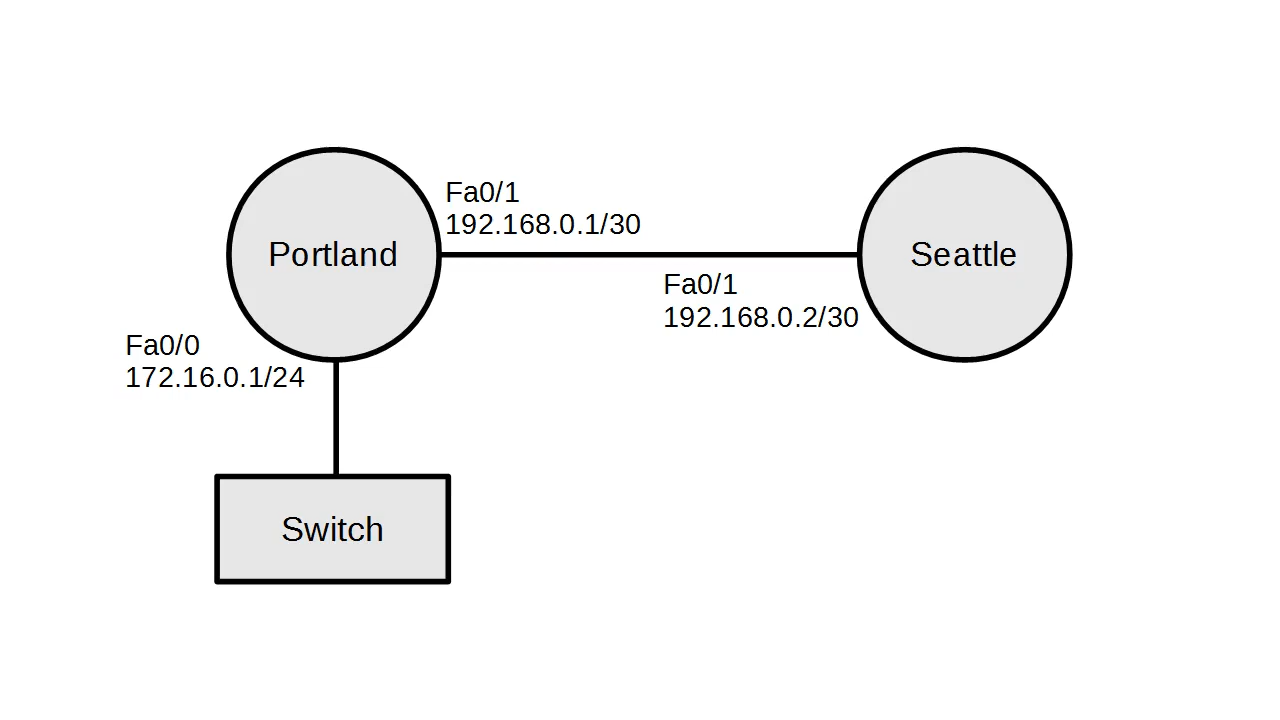 Fa0/1
192.168.0.1/30
Portland
Seattle
Fa0/1
192.168.0.2/30
Fa0/0
172.16.0.1/24
Switch